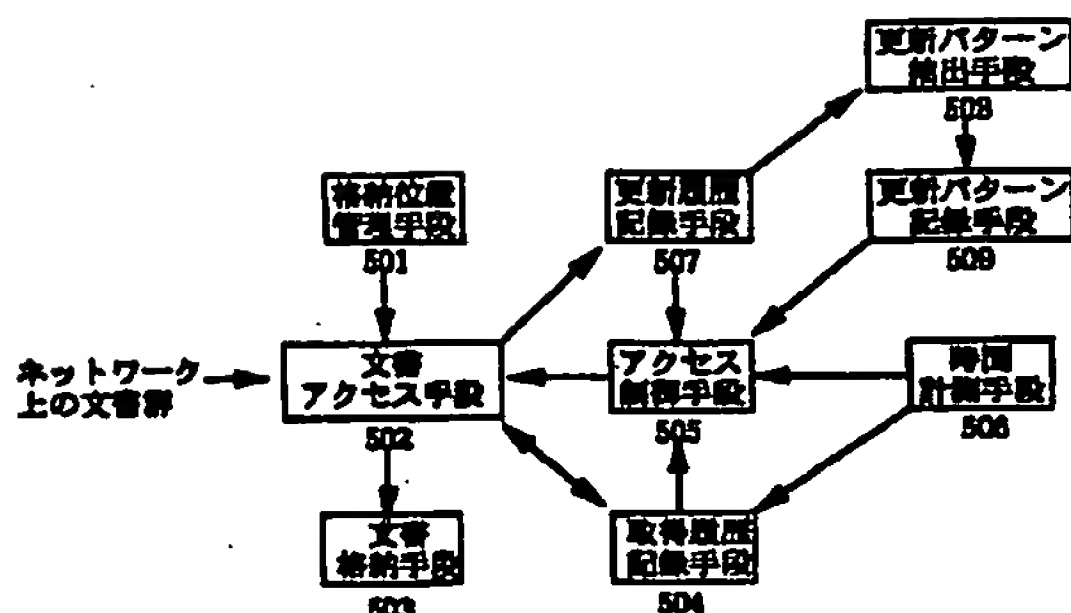 更新パターン
抽出手段
508
格納位置
管理手段
501
更新履歴
記録手段
507
更新パターン
記録手段
509
ネットワーク
上の文書群
文書
アクセス手段
502
アクセス
制御手段
505
時間
計測手段
506
文書
格納手段
503
取得履歴
記録手段
504